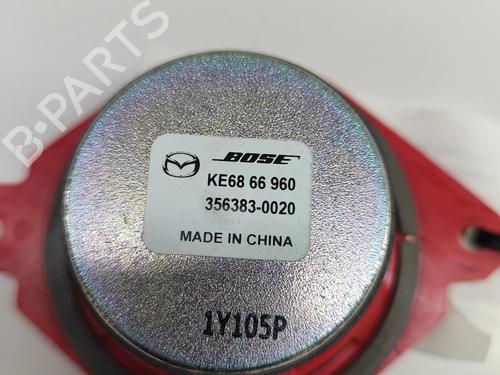 B-PARTS
BOSE
KE68 66 960
356383-0020
MADE IN CHINA
1Y105P